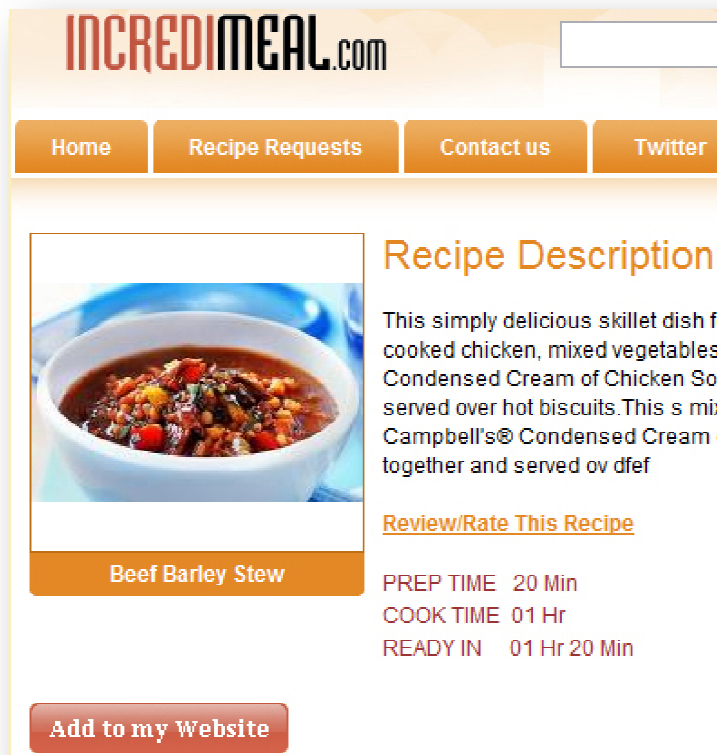 INCREDIMEAL.com
Home Recipe Requests Contact us Twitter
Recipe Description
This simply delicious skillet dish f
cooked chicken, mixed vegetables
Condensed Cream of Chicken So
served over hot biscuits.This s mix
Campbell's® Condensed Cream
together and served ov dfef
Review/Rate This Recipe
Beef Barley Stew
PREP TIME 20 Min
COOK TIME 01 Hr
READY IN 01 Hr 20 Min
Add to my Website